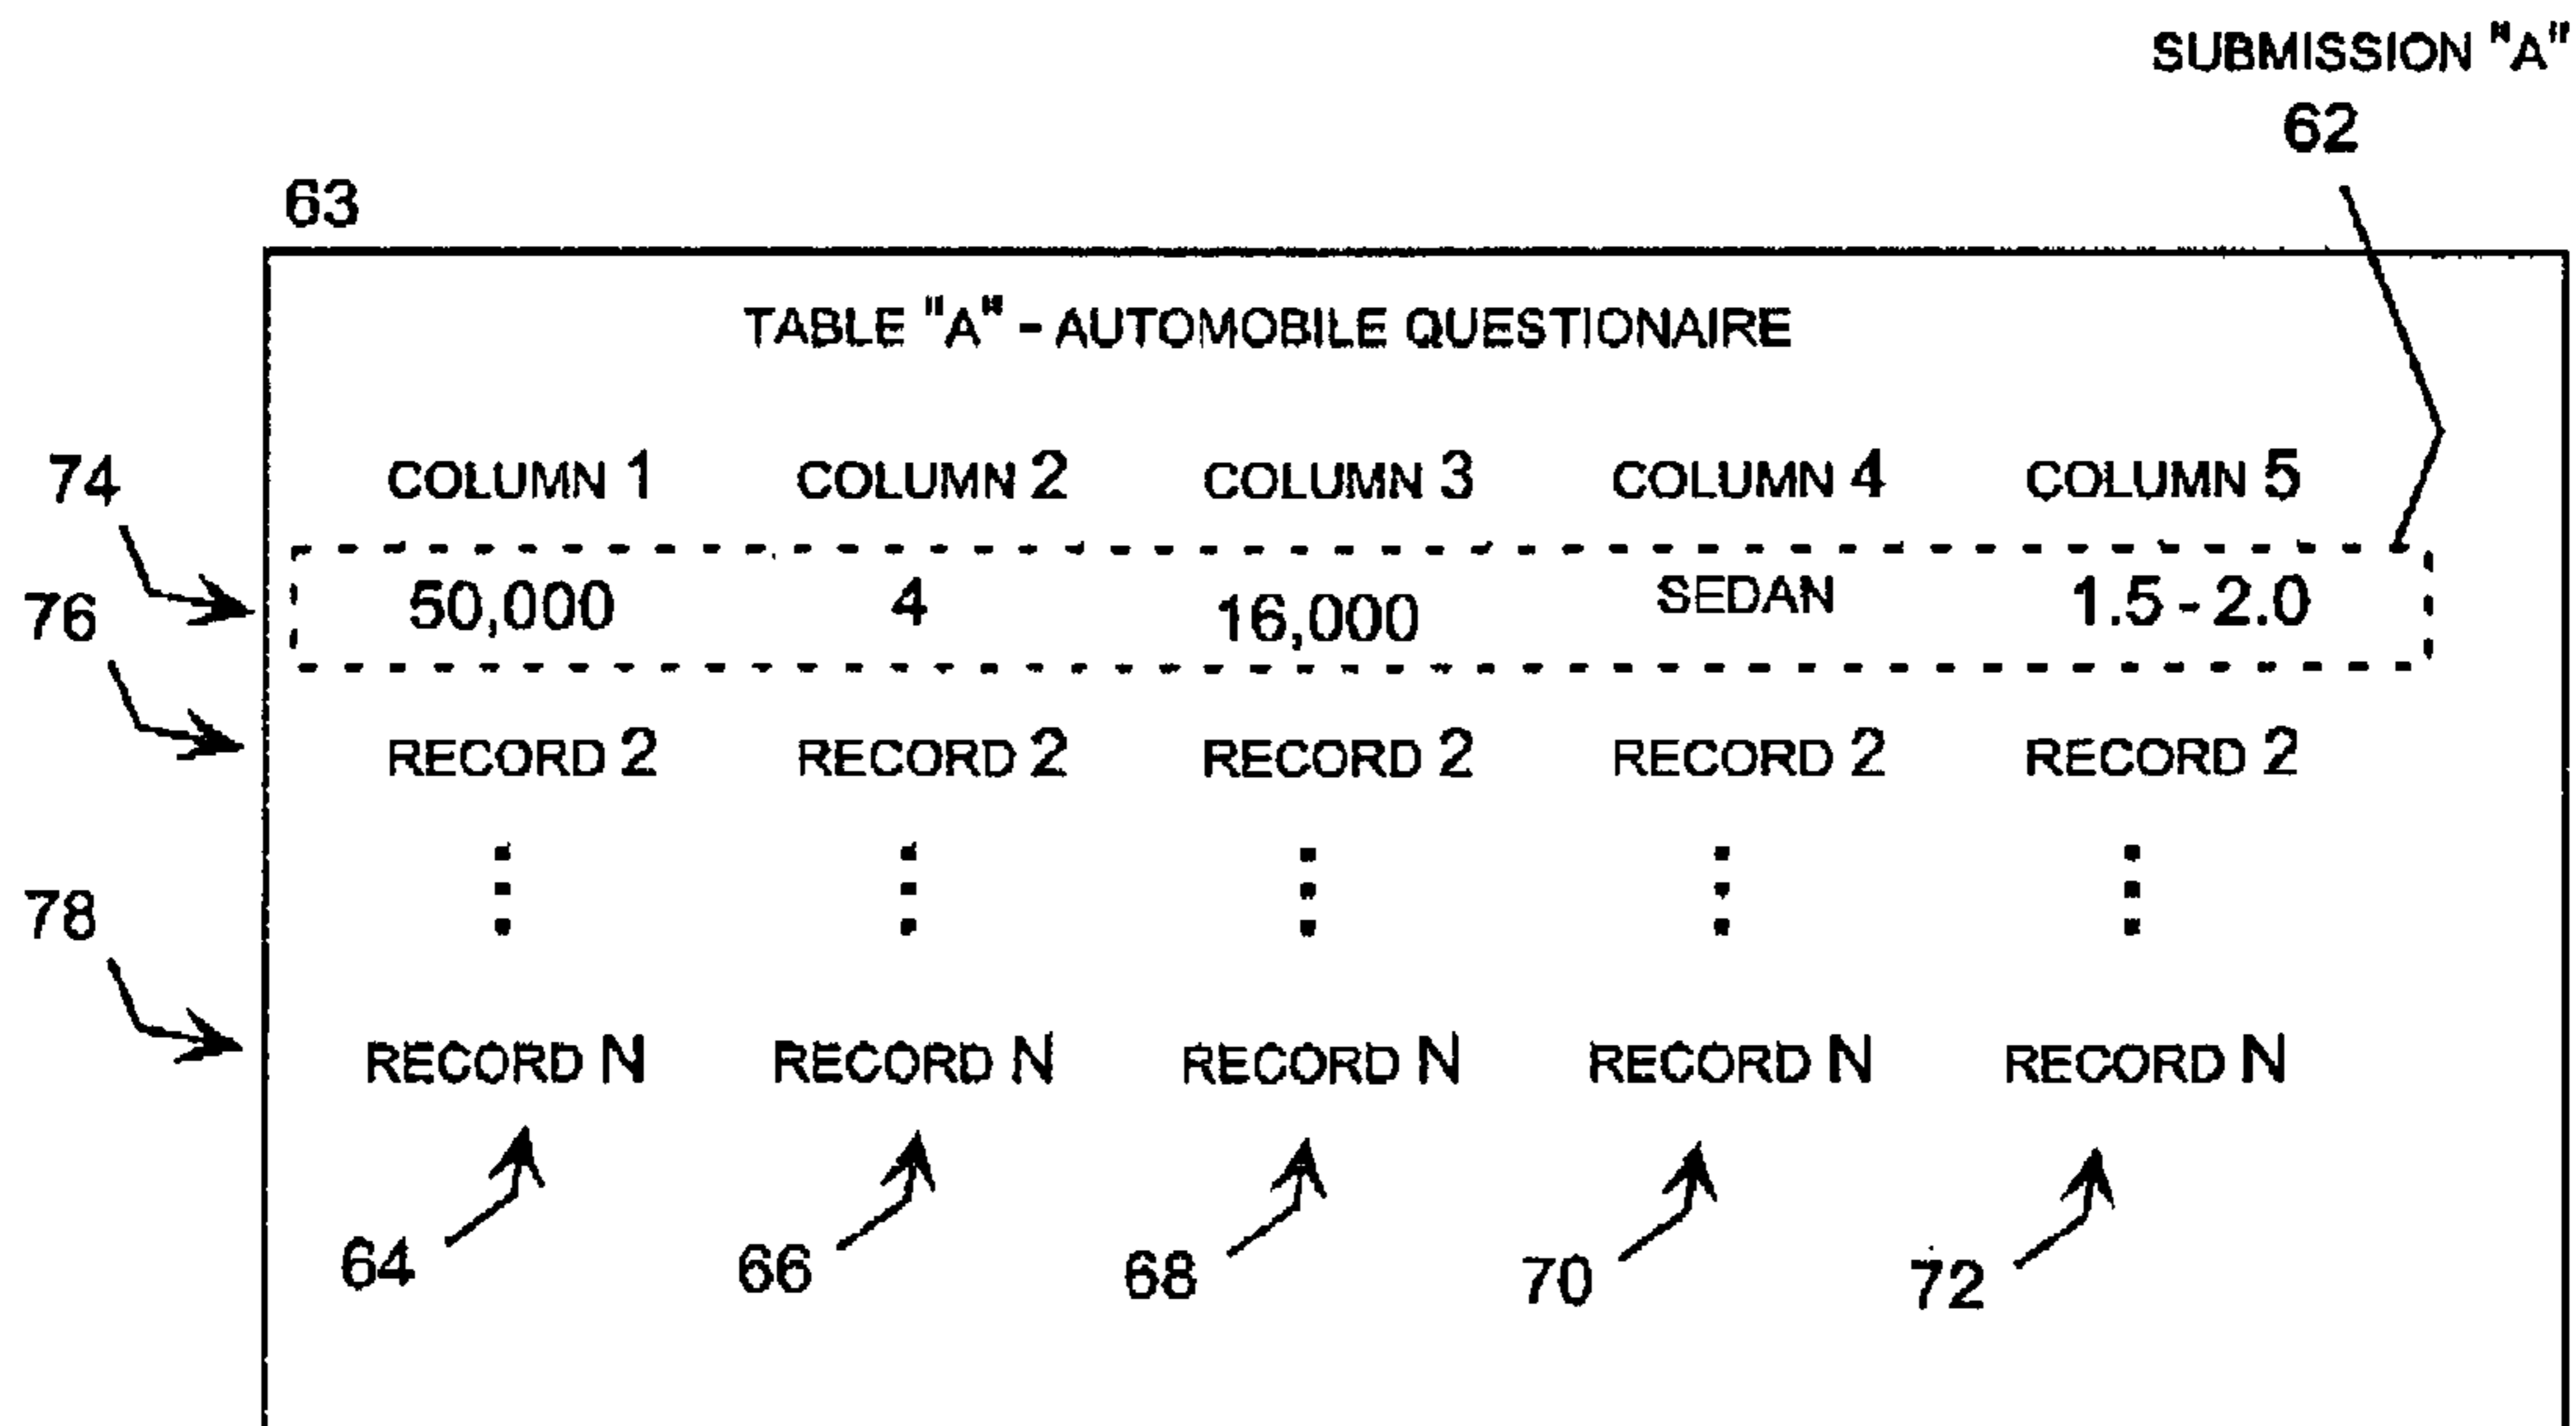 SUBMISSION "A"
62
63
TABLE "A" - AUTOMOBILE QUESTIONAIRE
74 COLUMN 1 COLUMN 2 COLUMN 3 COLUMN 4 COLUMN 5
76 50,000 4 16,000 SEDAN 1.5 - 2.0
RECORD 2 RECORD 2 RECORD 2 RECORD 2 RECORD 2
78
RECORD N RECORD N RECORD N RECORD N RECORD N
64 66 68 70 72